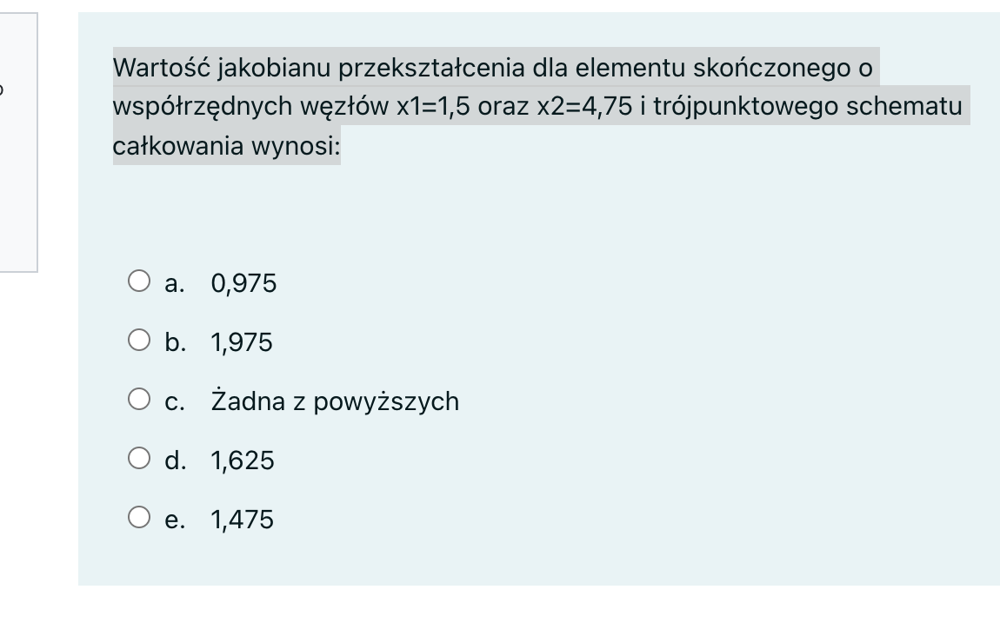 Wartość jakobianu przekształcenia dla elementu skończonego o
współrzędnych węzłów x1=1,5 oraz x2=4,75 i trójpunktowego schematu
całkowania wynosi:
a. 0,975
b. 1,975
c. Żadna z powyższych
d. 1,625
e. 1,475